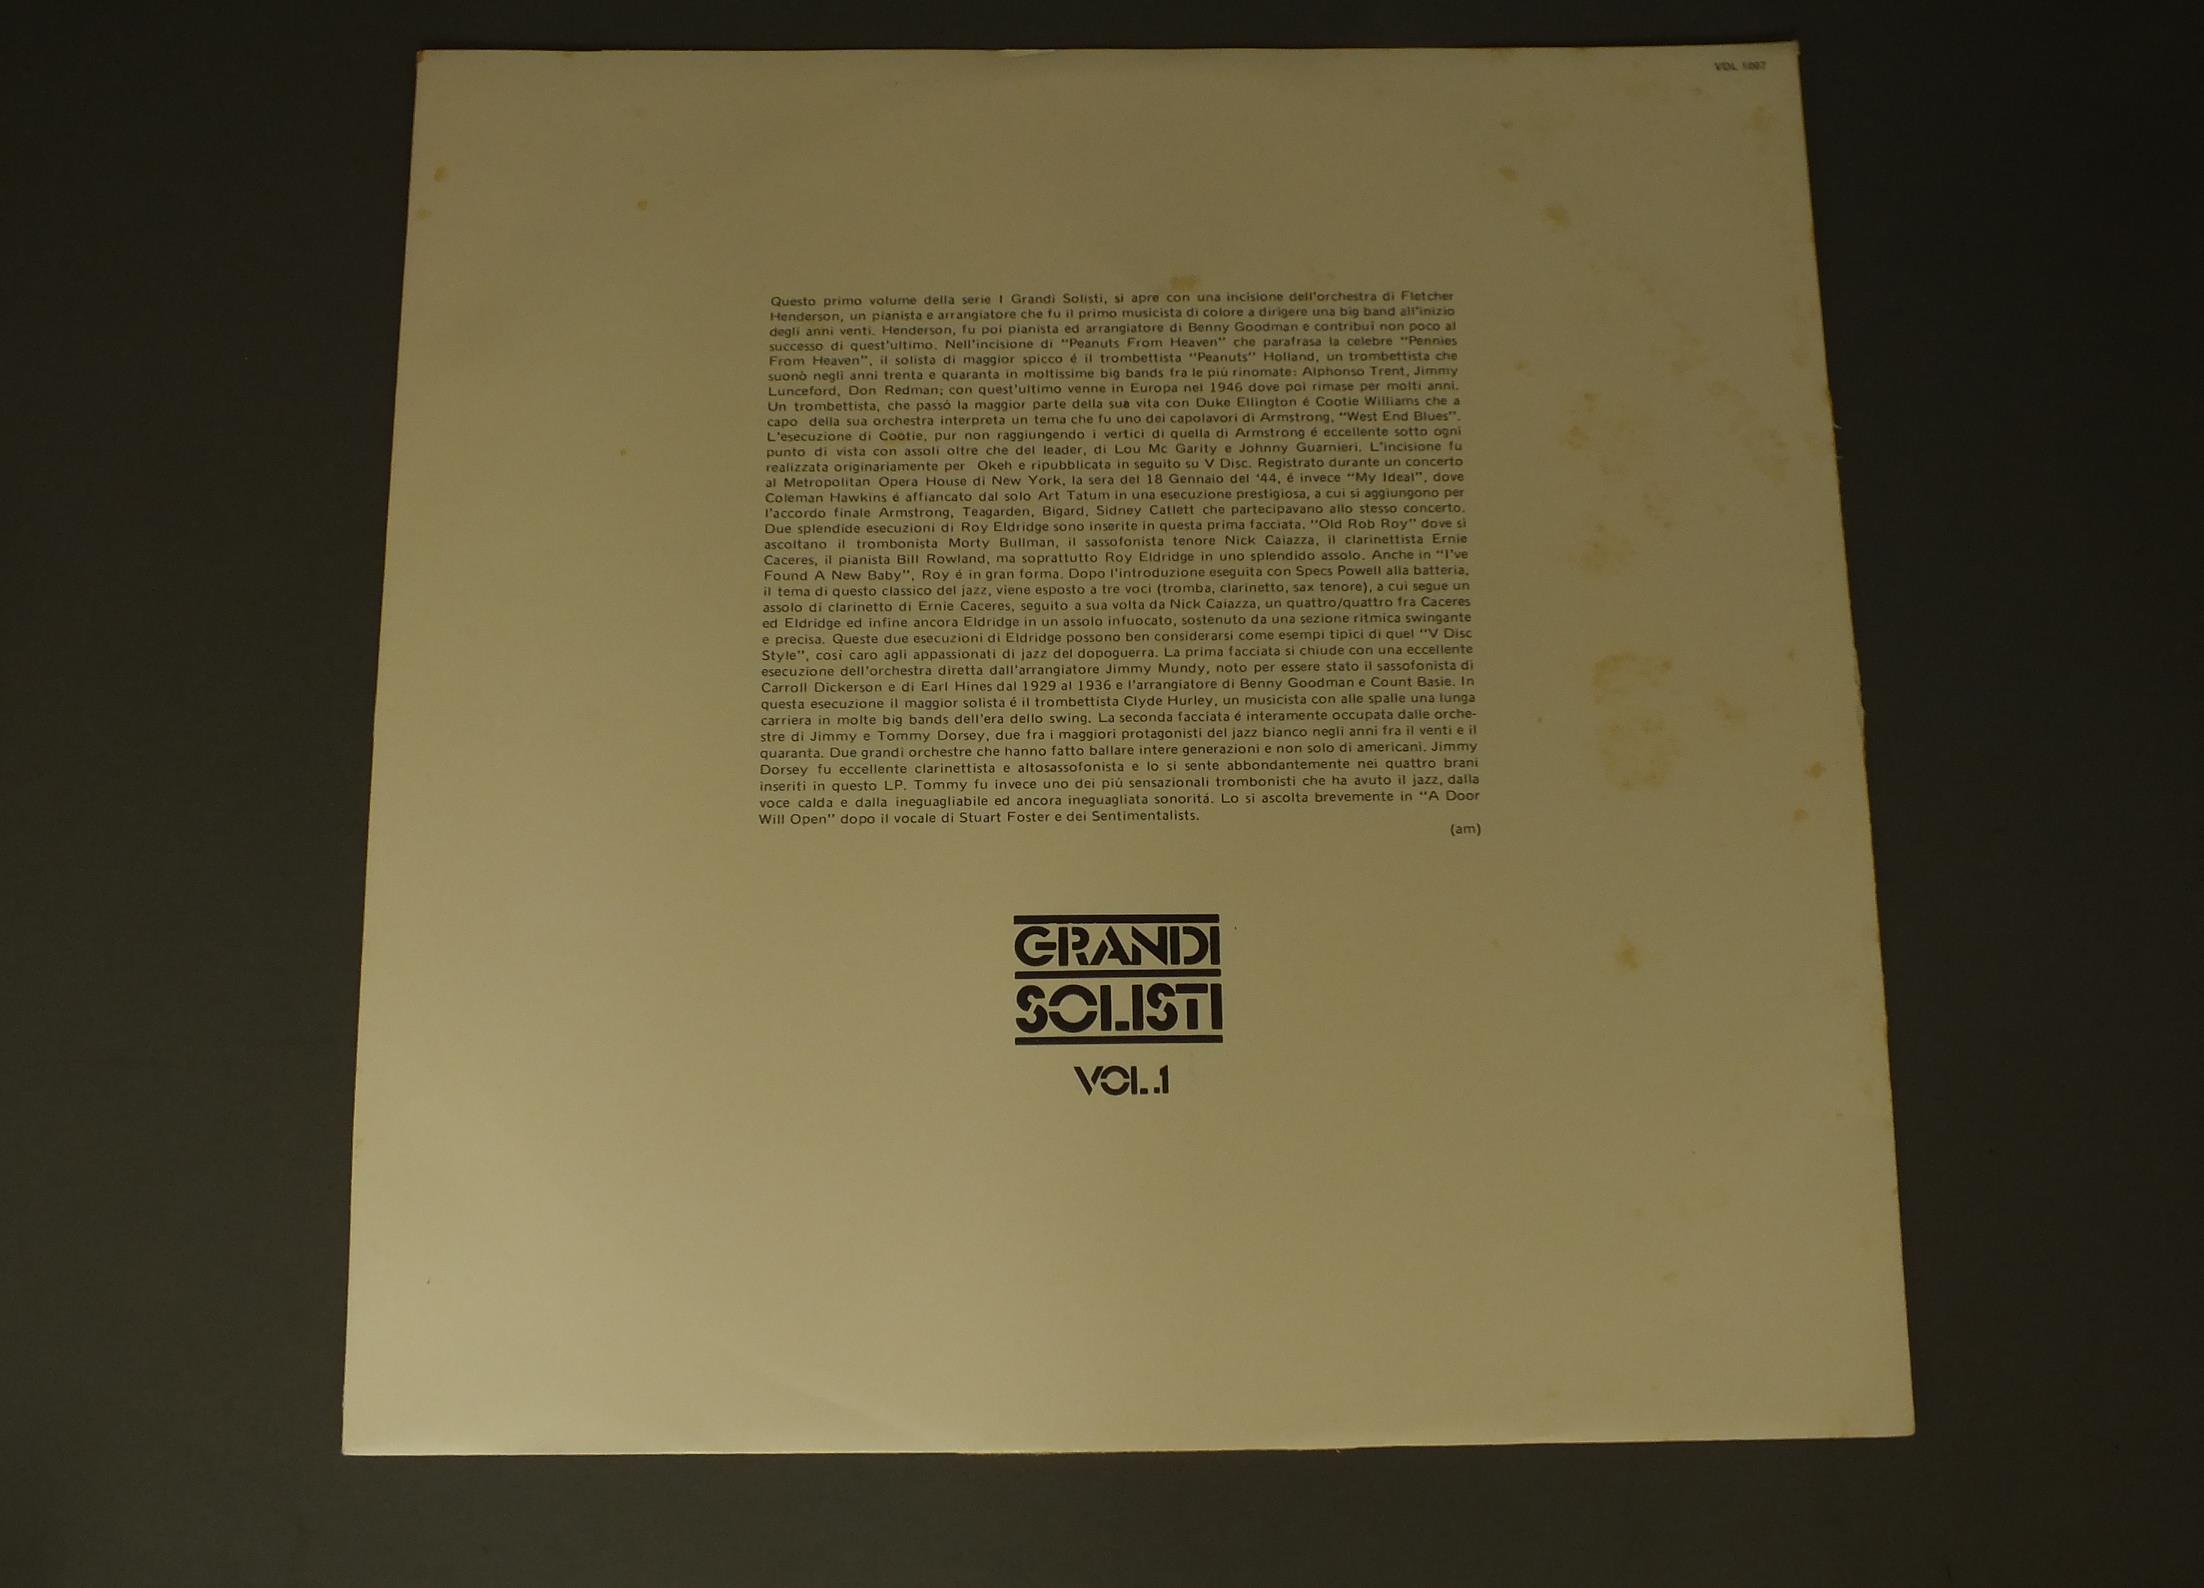 VDL 1007
Questo primo volume della serie I Grandi Solisti, si apre con una incisione dell'orchestra di Fletcher
Henderson, un pianista e arrangiatore che fu il primo musicista di colore a dirigere una big band all'inizio
degli anni venti. Henderson, fu poi pianista ed arrangiatore di Benny Goodman e contribuí non poco al
successo di quest'ultimo. Nell'incisione di "Peanuts From Heaven" che parafrasa la celebre "Pennies
From Heaven", il solista di maggior spicco é il trombettista "Peanuts" Holland, un trombettista che
suonò negli anni trenta e quaranta in moltissime big bands fra le più rinomate: Alphonso Trent, Jimmy
Lunceford, Don Redman; con quest'ultimo venne in Europa nel 1946 dove poi rimase per molti anni.
Un trombettista, che passó la maggior parte della sua vita con Duke Ellington é Cootie Williams che a
capo della sua orchestra interpreta un tema che fu uno dei capolavori di Armstrong, "West End Blues".
L'esecuzione di Cootie, pur non raggiungendo i vertici di quella di Armstrong é eccellente sotto ogni
punto di vista con assoli oltre che del leader, di Lou Mc Garity e Johnny Guarnieri. L'incisione fu
realizzata originariamente per Okeh e ripubblicata in seguito su V Disc. Registrato durante un concerto
al Metropolitan Opera House di New York, la sera del 18 Gennaio del '44, é invece "My Ideal", dove
Coleman Hawkins é affiancato dal solo Art Tatum in una esecuzione prestigiosa, a cui si aggiungono per
l'accordo finale Armstrong, Teagarden, Bigard, Sidney Catlett che partecipavano allo stesso concerto.
Due splendide esecuzioni di Roy Eldridge sono inserite in questa prima facciata. "Old Rob Roy" dove si
ascoltano il trombonista Morty Bullman, il sassofonista tenore Nick Caiazza, il clarinettista Ernie
Caceres, il pianista Bill Rowland, ma soprattutto Roy Eldridge in uno splendido assolo. Anche in "I've
Found A New Baby", Roy é in gran forma. Dopo l'introduzione eseguita con Specs Powell alla batteria,
il tema di questo classico del jazz, viene esposto a tre voci (tromba, clarinetto, sax tenore), a cui segue un
assolo di clarinetto di Ernie Caceres, seguito a sua volta da Nick Caiazza, un quattro/quattro fra Caceres
ed Eldridge ed infine ancora Eldridge in un assolo infuocato, sostenuto da una sezione ritmica swingante
e precisa. Queste due esecuzioni di Eldridge possono ben considerarsi come esempi tipici di quel "V Disc
Style", cosí caro agli appassionati di jazz del dopoguerra. La prima facciata si chiude con una eccellente
esecuzione dell'orchestra diretta dall'arrangiatore Jimmy Mundy, noto per essere stato il sassofonista di
Carroll Dickerson e di Earl Hines dal 1929 al 1936 e l'arrangiatore di Benny Goodman e Count Basie. In
questa esecuzione il maggior solista é il trombettista Clyde Hurley, un musicista con alle spalle una lunga
carriera in molte big bands dell'era dello swing. La seconda facciata é interamente occupata dalle orche-
stre di Jimmy e Tommy Dorsey, due fra i maggiori protagonisti del jazz bianco negli anni fra il venti e il
quaranta. Due grandi orchestre che hanno fatto ballare intere generazioni e non solo di americani. Jimmy
Dorsey fu eccellente clarinettista e altosassofonista e lo si sente abbondantemente nei quattro brani
inseriti in questo LP. Tommy fu invece uno dei più sensazionali trombonisti che ha avuto il jazz, dalla
voce calda e dalla ineguagliabile ed ancora ineguagliata sonoritá. Lo si ascolta brevemente in "A Door
Will Open" dopo il vocale di Stuart Foster e dei Sentimentalists.
(am)
GRANDI
SOLISTI
VOL.1